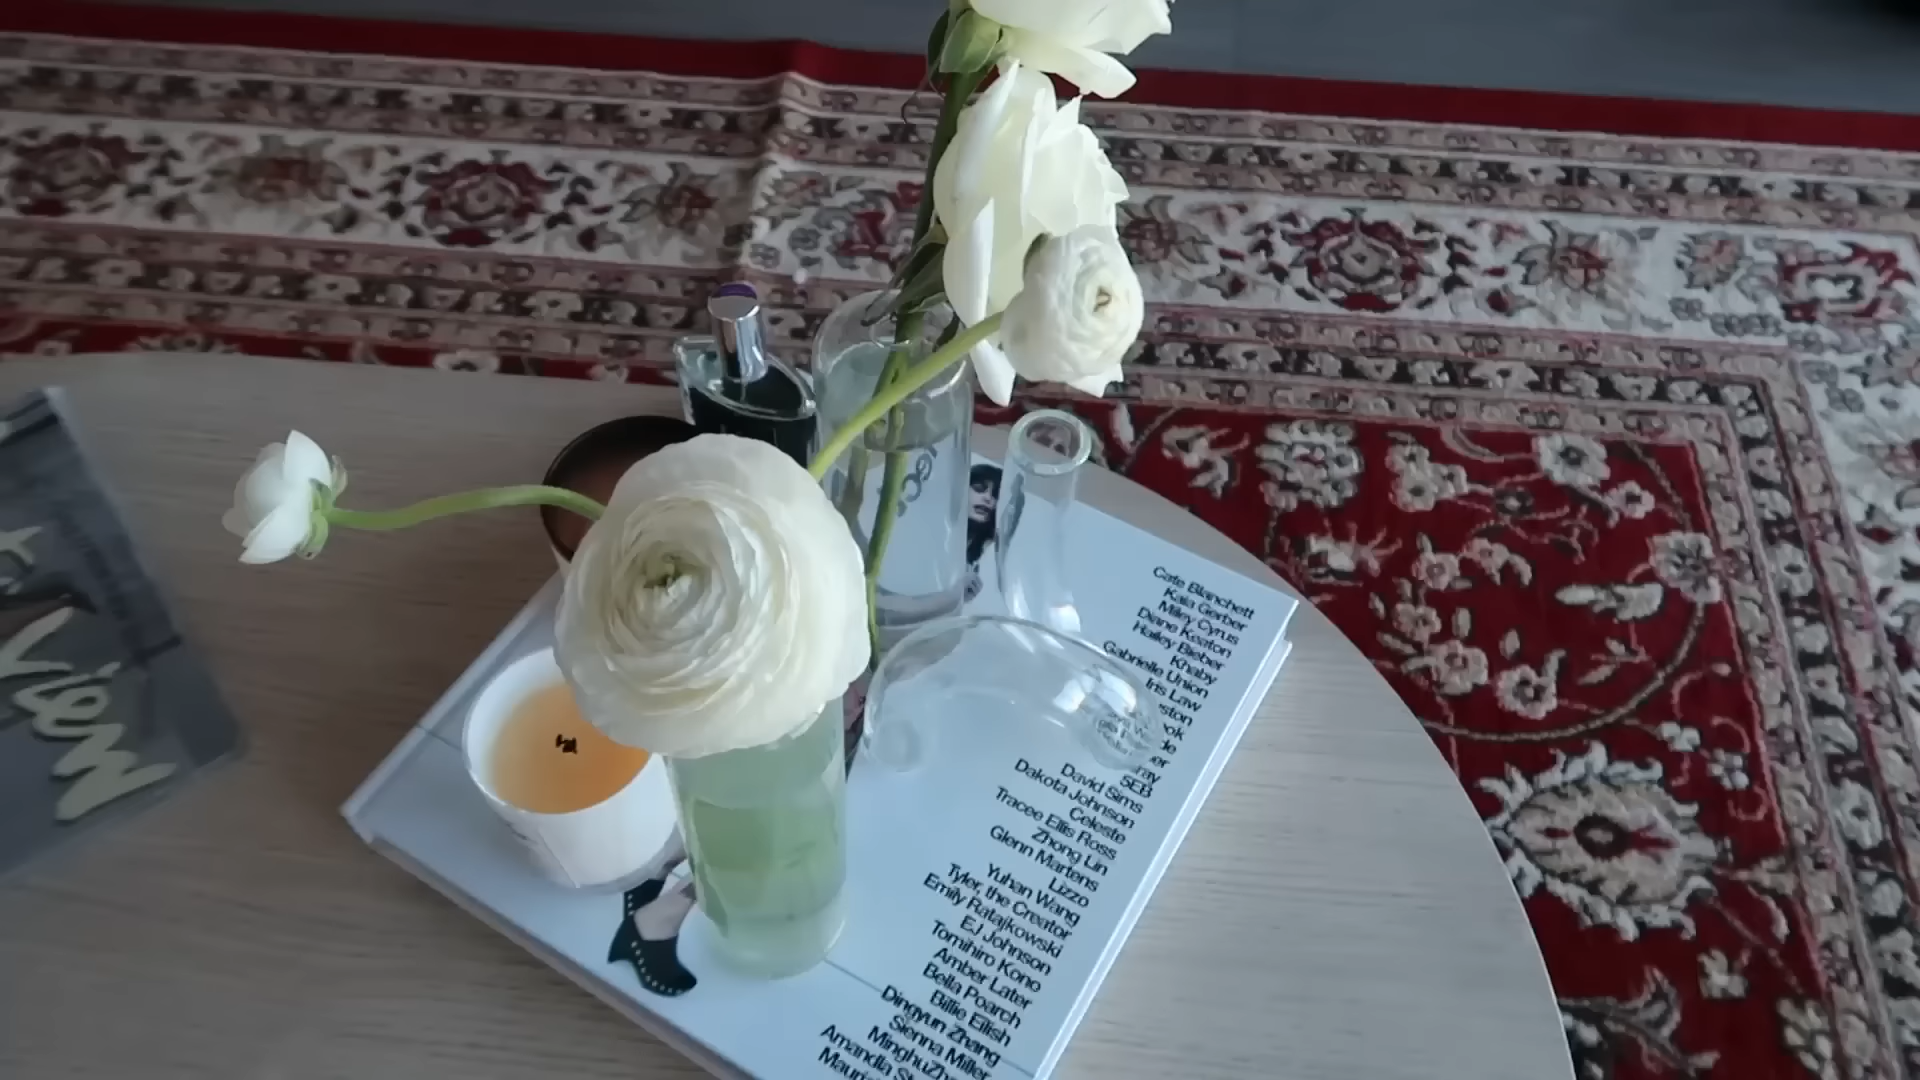 View
Cate Blanchett
Kaia Gerber
Miley Cyrus
Diane Keaton
Hailey Bieber
Khaby
Gabrielle Union
Iris Law
SEB
David Sims
Dakota Johnson
Celeste
Tracee Ellis Ross
Zhong Lin
Glenn Martens
Lizzo
Yuhan Wang
Tyler, the Creator
Emily Ratajkowski
EJ Johnson
Tomihiro Kono
Amber Later
Bella Poarch
Billie Eilish
Dingyun Zhang
Sienna Miller
Amandla